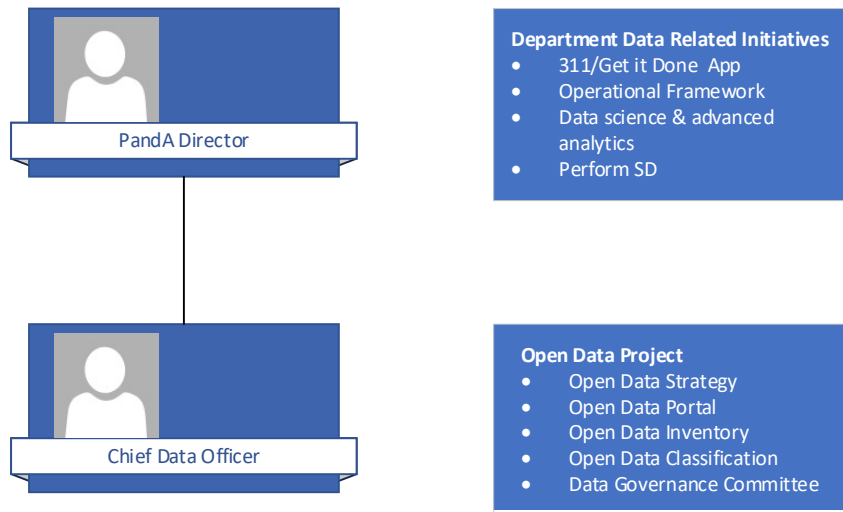 PandA Director
Department Data Related Initiatives
• 311/Get it Done App
• Operational Framework
• Data science & advanced
analytics
• Perform SD
Chief Data Officer
Open Data Project
• Open Data Strategy
• Open Data Portal
• Open Data Inventory
• Open Data Classification
• Data Governance Committee